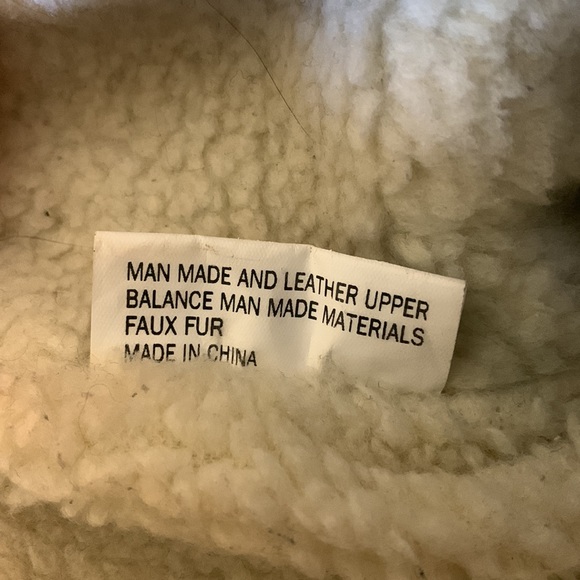 MAN MADE AND LEATHER UPPER
BALANCE MAN MADE MATERIALS
FAUX FUR
MADE IN CHINA